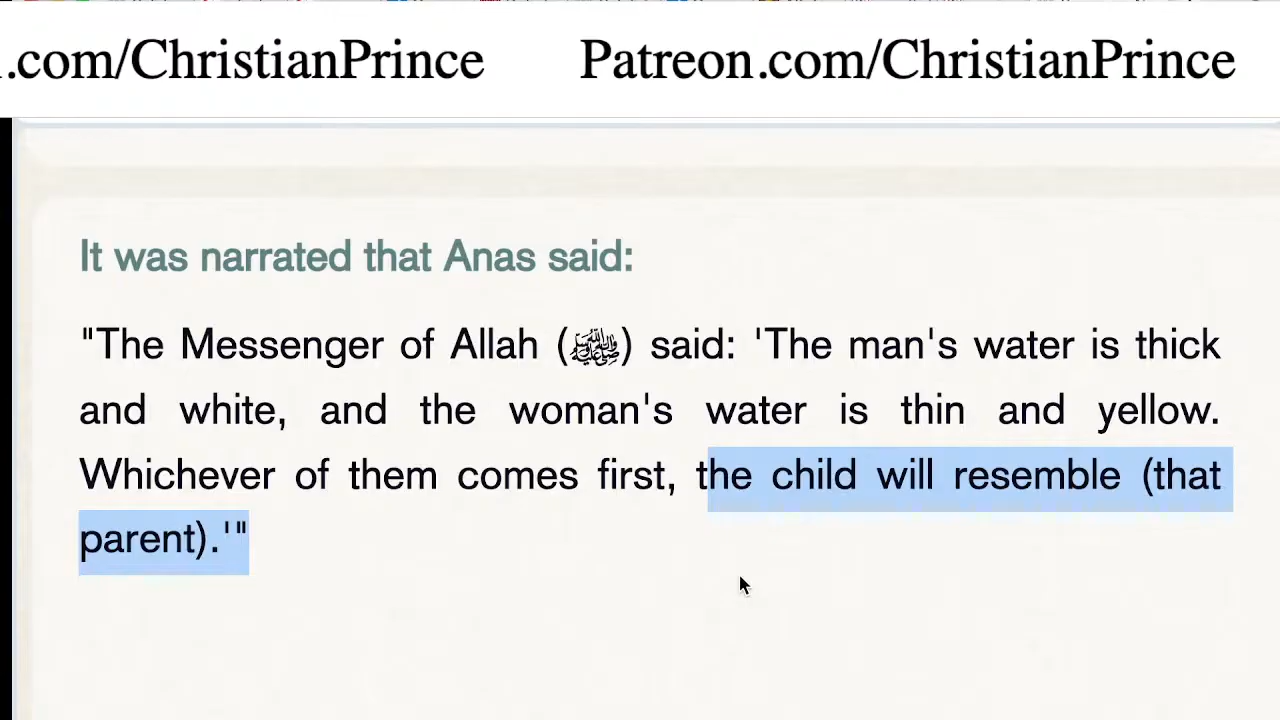 .com/ChristianPrince Patreon.com/ChristianPrince
It was narrated that Anas said:
"The Messenger of Allah (ﷺ) said: 'The man's water is thick
and white, and the woman's water is thin and yellow.
Whichever of them comes first, the child will resemble (that
parent).'"